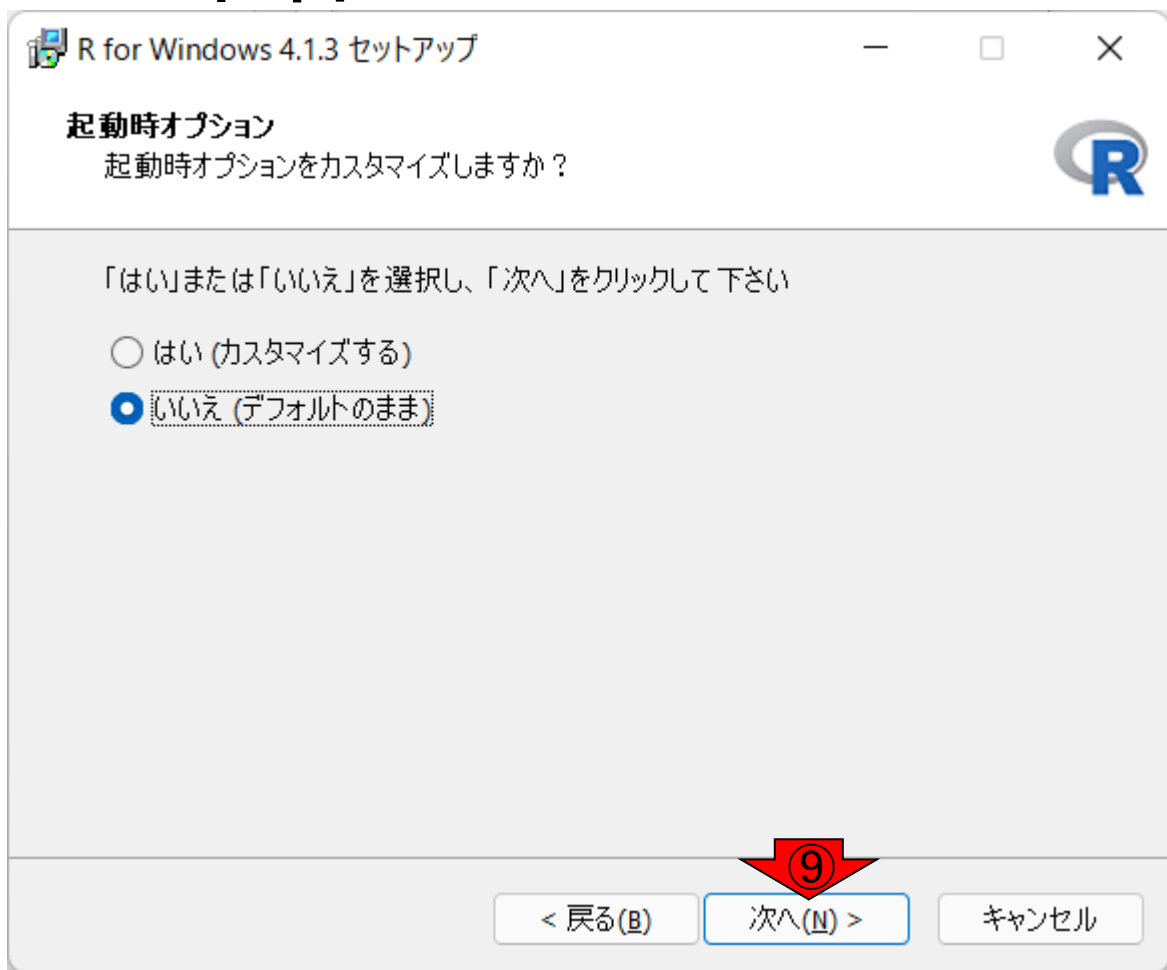 R for Windows 4.1.3 セットアップ
起動時オプション
起動時オプションをカスタマイズしますか？
「はい」または「いいえ」を選択し、「次へ」をクリックして下さい
はい (カスタマイズする)
いいえ (デフォルトのまま)
⑨
< 戻る(B) 次へ(N) > キャンセル
R